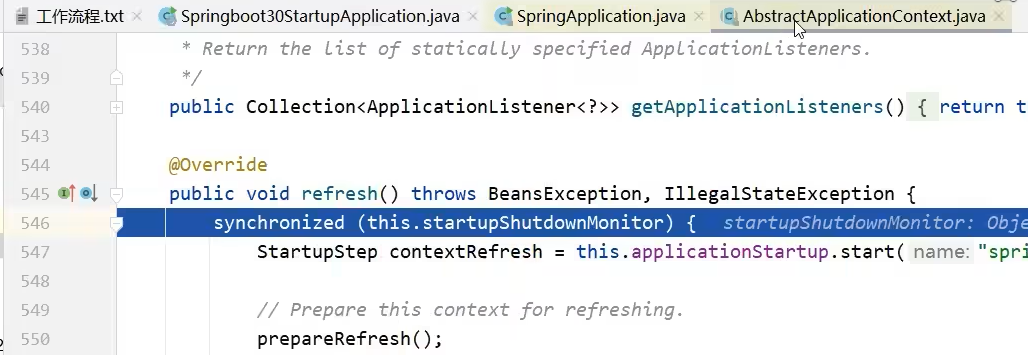 工作流程.txt Springboot30StartupApplication.java SpringApplication.java AbstractApplicationContext.java
538 * Return the list of statically specified ApplicationListeners.
539 */
540 public Collection<ApplicationListener<?>> getApplicationListeners() { return
543
544 @Override
545 public void refresh() throws BeansException, IllegalStateException {
546 synchronized (this.startupShutdownMonitor) { startupShutdownMonitor:
547 StartupStep contextRefresh = this.applicationStartup.start( name: "spri
548
549 // Prepare this context for refreshing.
550 prepareRefresh();